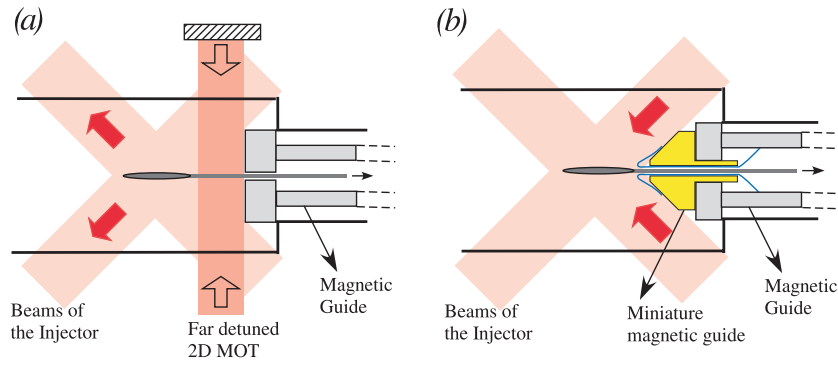 (a)
Beams of
the Injector
Far detuned
2D MOT
Magnetic
Guide
(b)
Beams of
the Injector
Miniature
magnetic guide
Magnetic
Guide